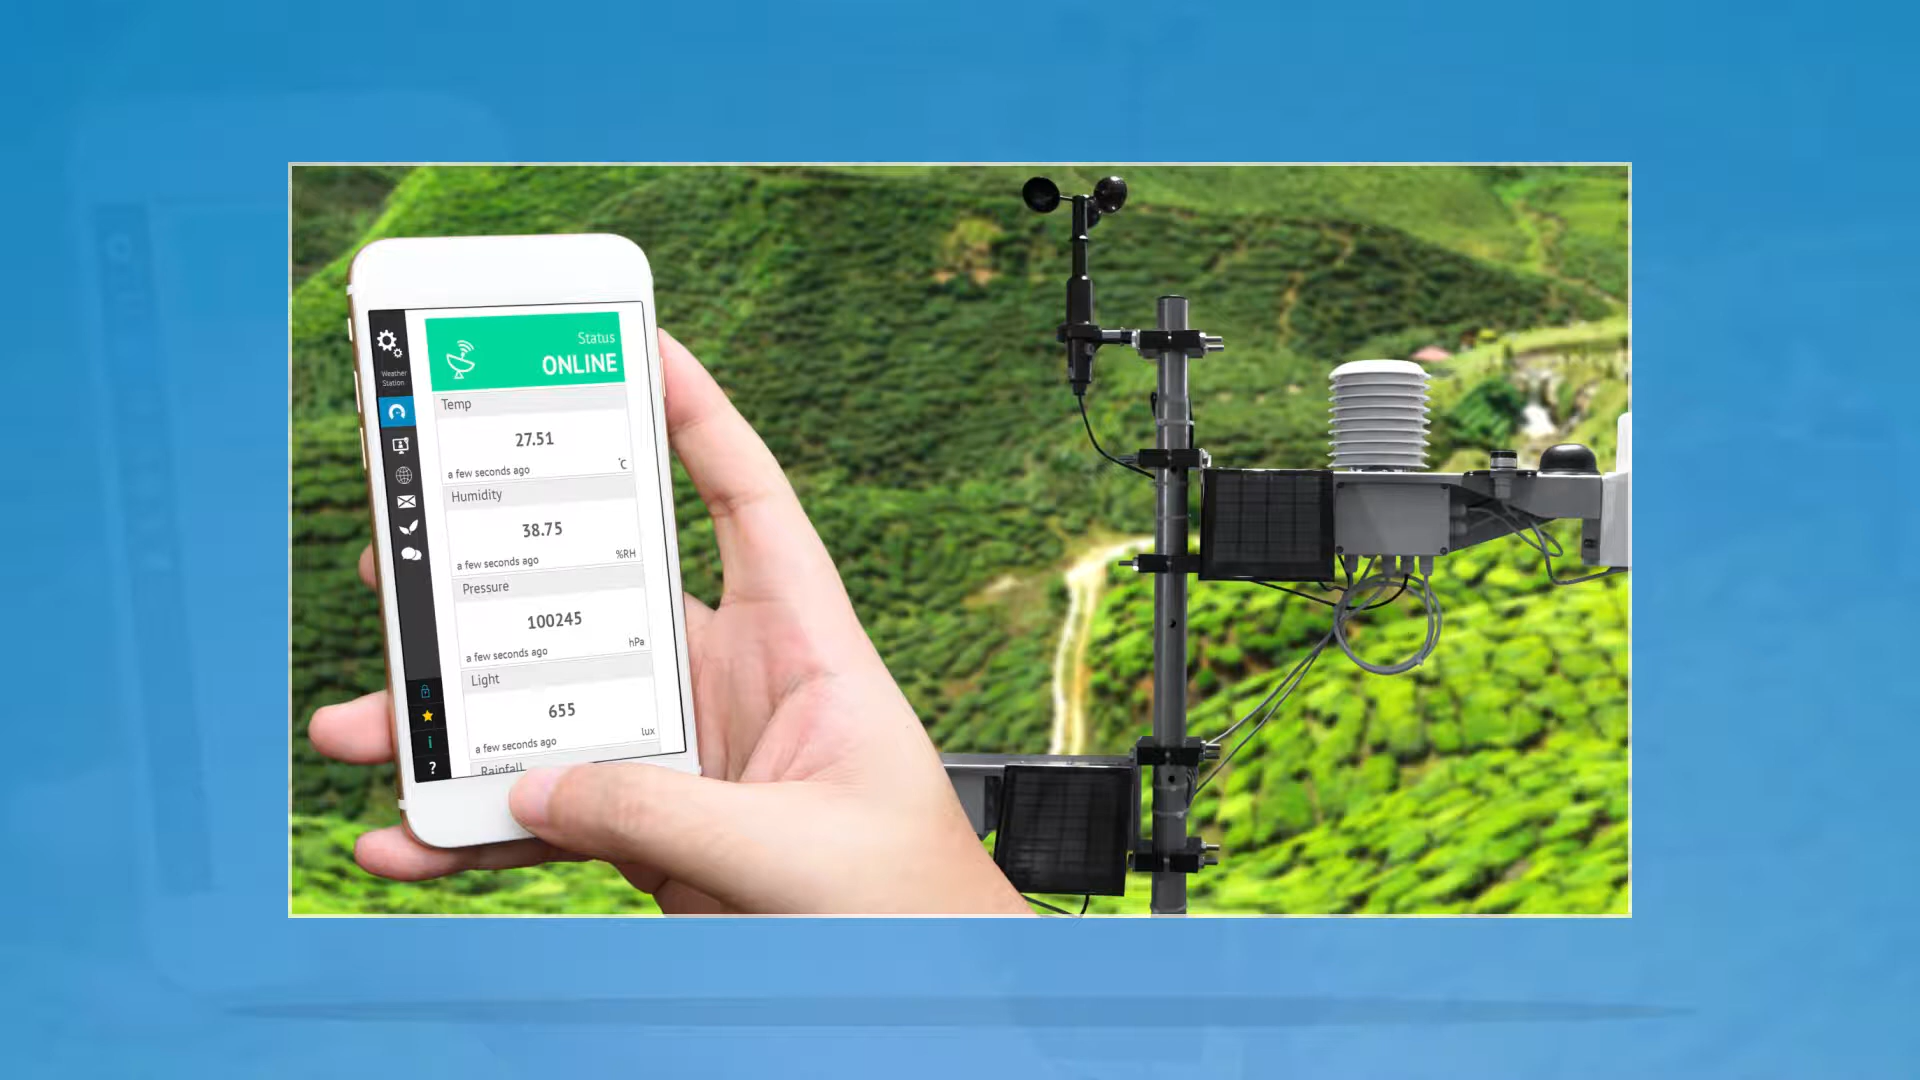 Weather
Station
Status
ONLINE
Temp
27.51
a few seconds ago
°C
Humidity
38.75
a few seconds ago
%RH
Pressure
100245
a few seconds ago
hPa
Light
655
a few seconds ago
lux
Rainfall
i
?